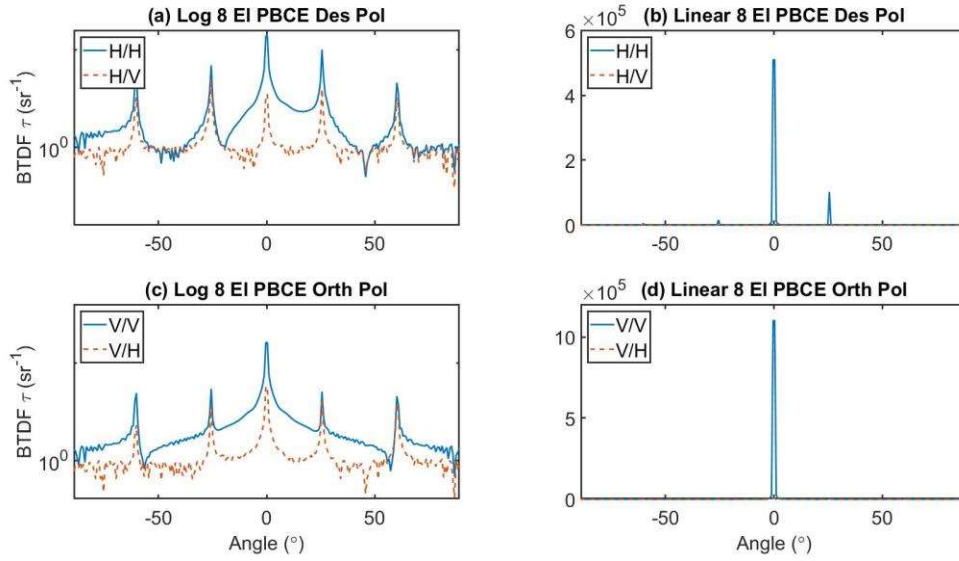 (a) Log 8 El PBCE Des Pol
H/H
H/V
BTDF τ (sr⁻¹)
10⁰
-50 0 50
(b) Linear 8 El PBCE Des Pol
×10⁵
H/H
H/V
6
4
2
0
-50 0 50
(c) Log 8 El PBCE Orth Pol
V/V
V/H
BTDF τ (sr⁻¹)
10⁰
-50 0 50
Angle (°)
(d) Linear 8 El PBCE Orth Pol
×10⁵
V/V
V/H
10
5
0
-50 0 50
Angle (°)